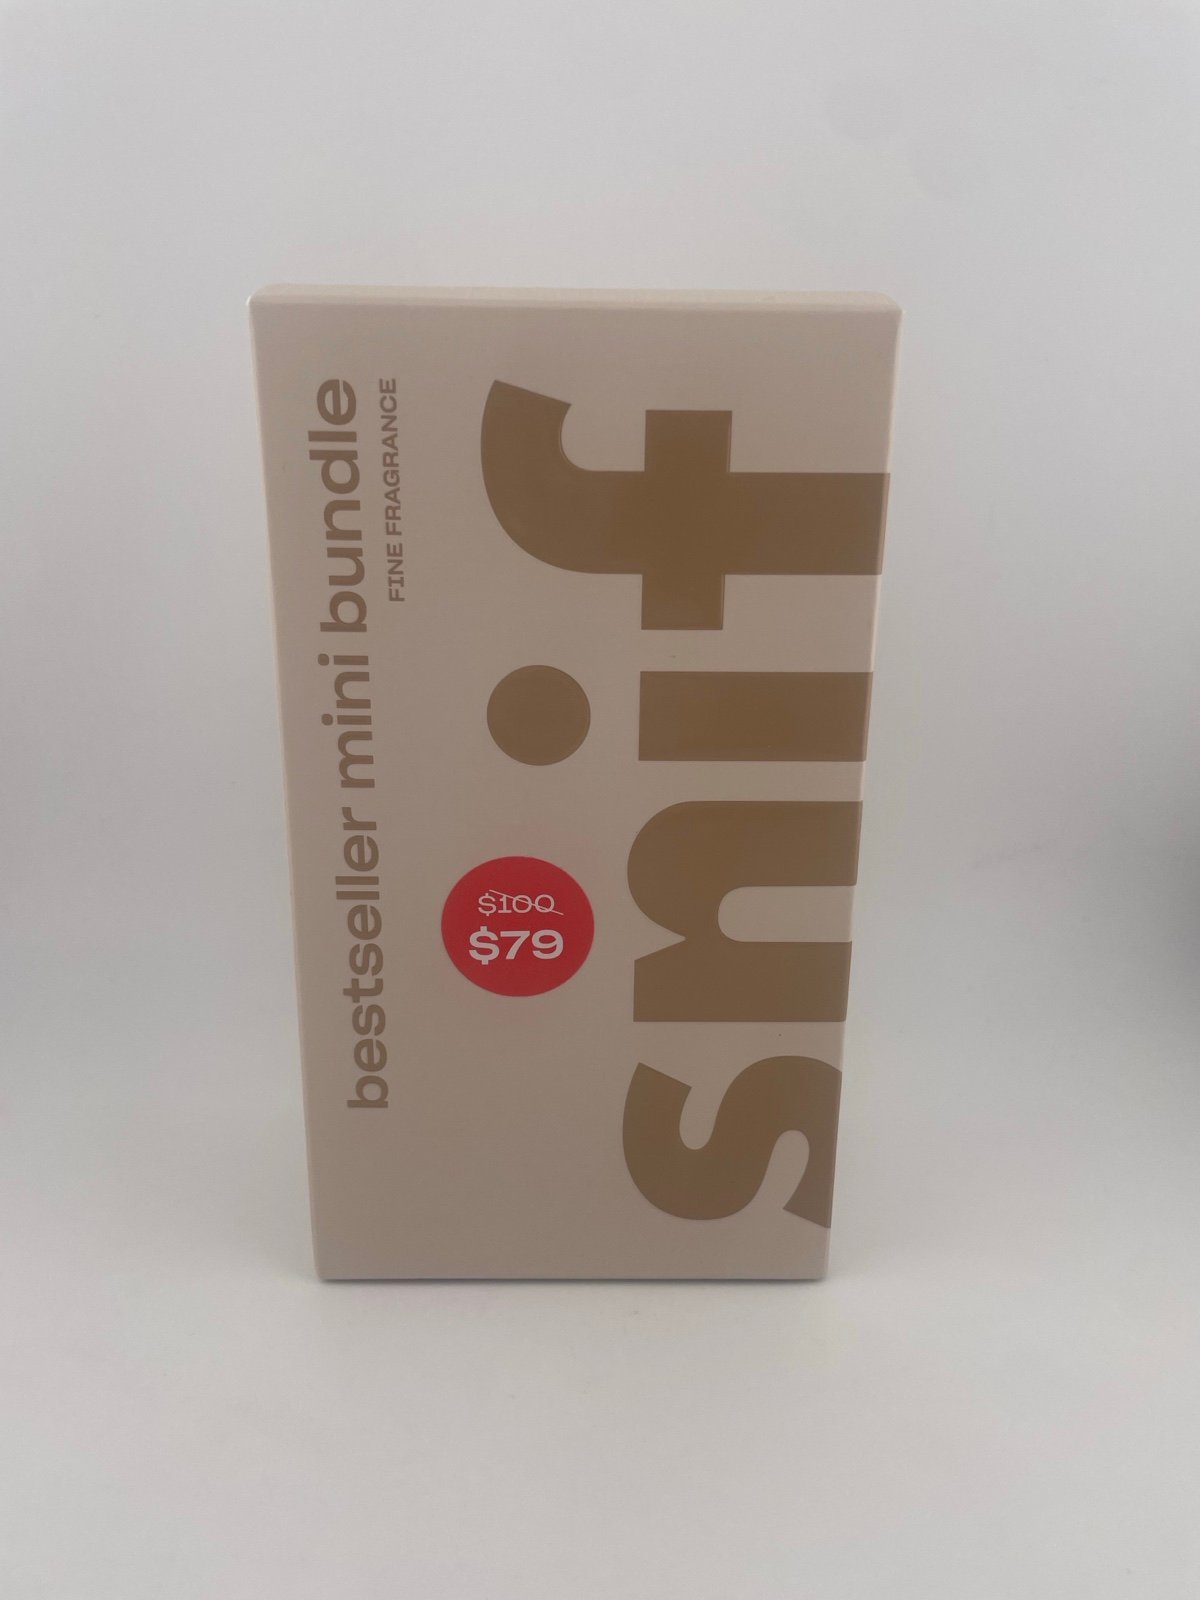 bestseller mini bundle
FINE FRAGRANCE
$100
$79
snif